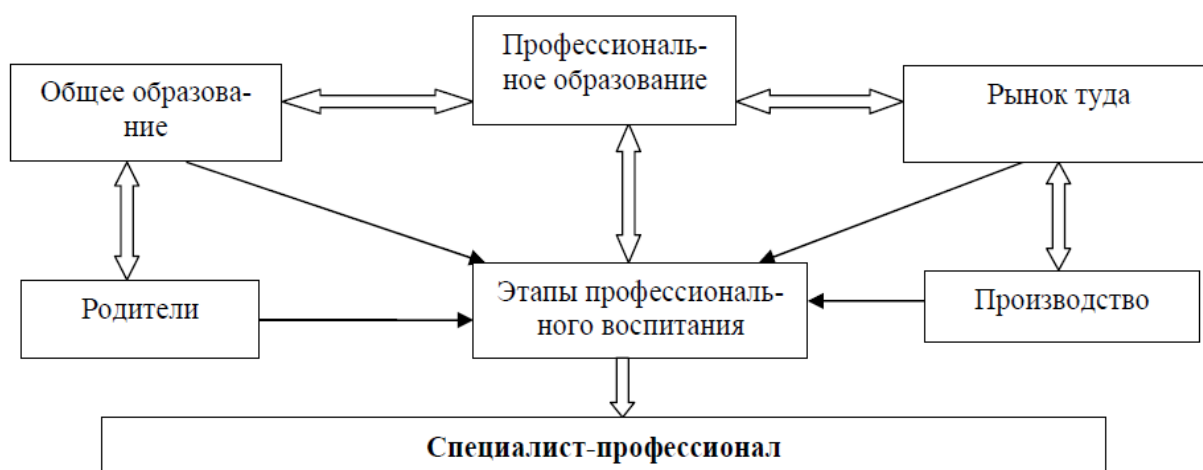 Профессиональ-
ное образование
Общее образова-
ние
Рынок туда
Родители
Этапы профессиональ-
ного воспитания
Производство
Специалист-профессионал